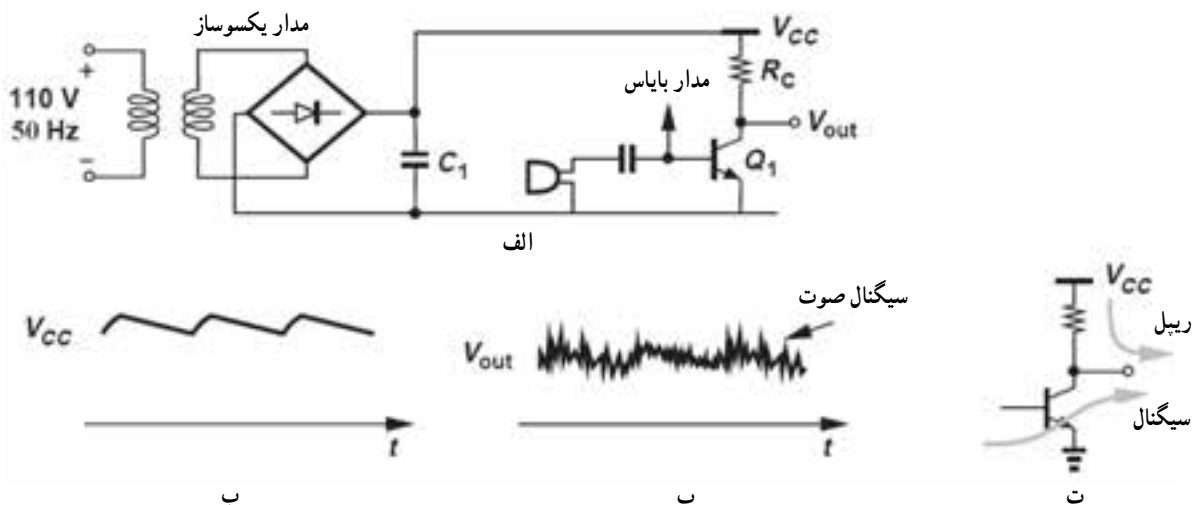 مدار یکسوساز
110 V
50 Hz
+
−
C1
مدار بایاس
VCC
RC
Vout
Q1
الف
VCC
t
ب
Vout
سیگنال صوت
t
ب
VCC
ریپل
سیگنال
ت